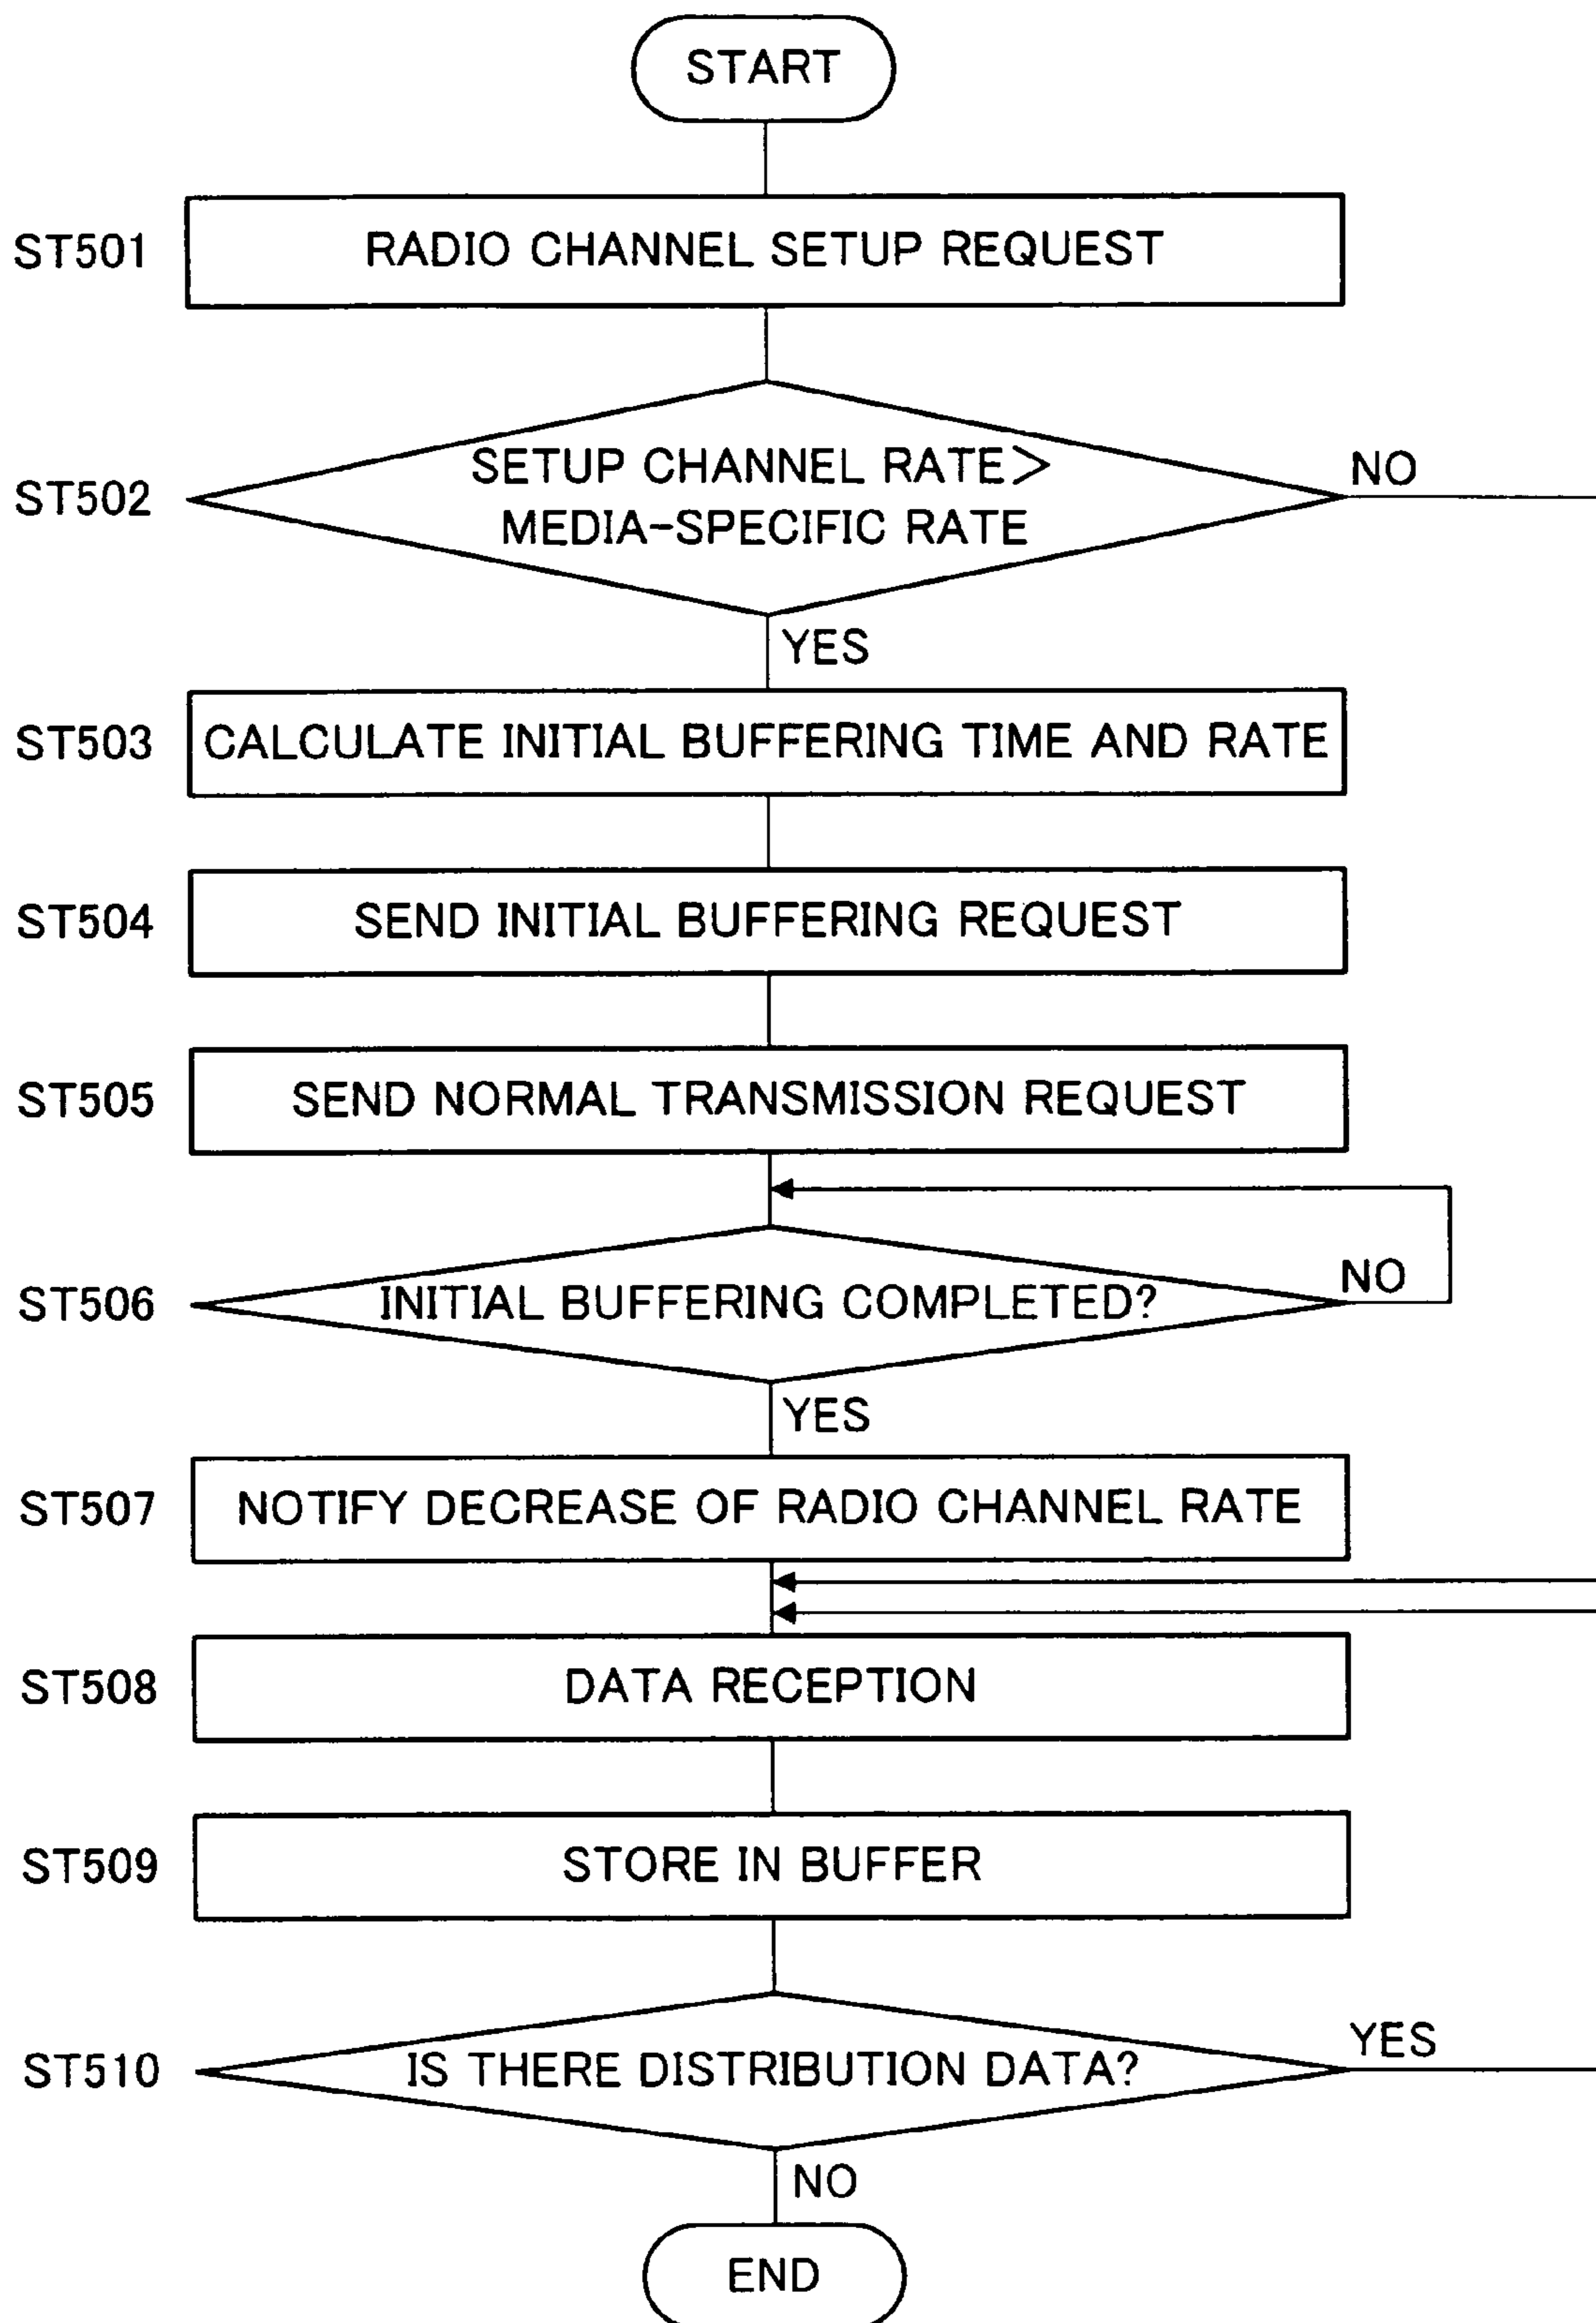 START
ST501
RADIO CHANNEL SETUP REQUEST
ST502
SETUP CHANNEL RATE>
MEDIA-SPECIFIC RATE
NO
YES
ST503
CALCULATE INITIAL BUFFERING TIME AND RATE
ST504
SEND INITIAL BUFFERING REQUEST
ST505
SEND NORMAL TRANSMISSION REQUEST
ST506
INITIAL BUFFERING COMPLETED?
NO
YES
ST507
NOTIFY DECREASE OF RADIO CHANNEL RATE
ST508
DATA RECEPTION
ST509
STORE IN BUFFER
ST510
IS THERE DISTRIBUTION DATA?
YES
NO
END